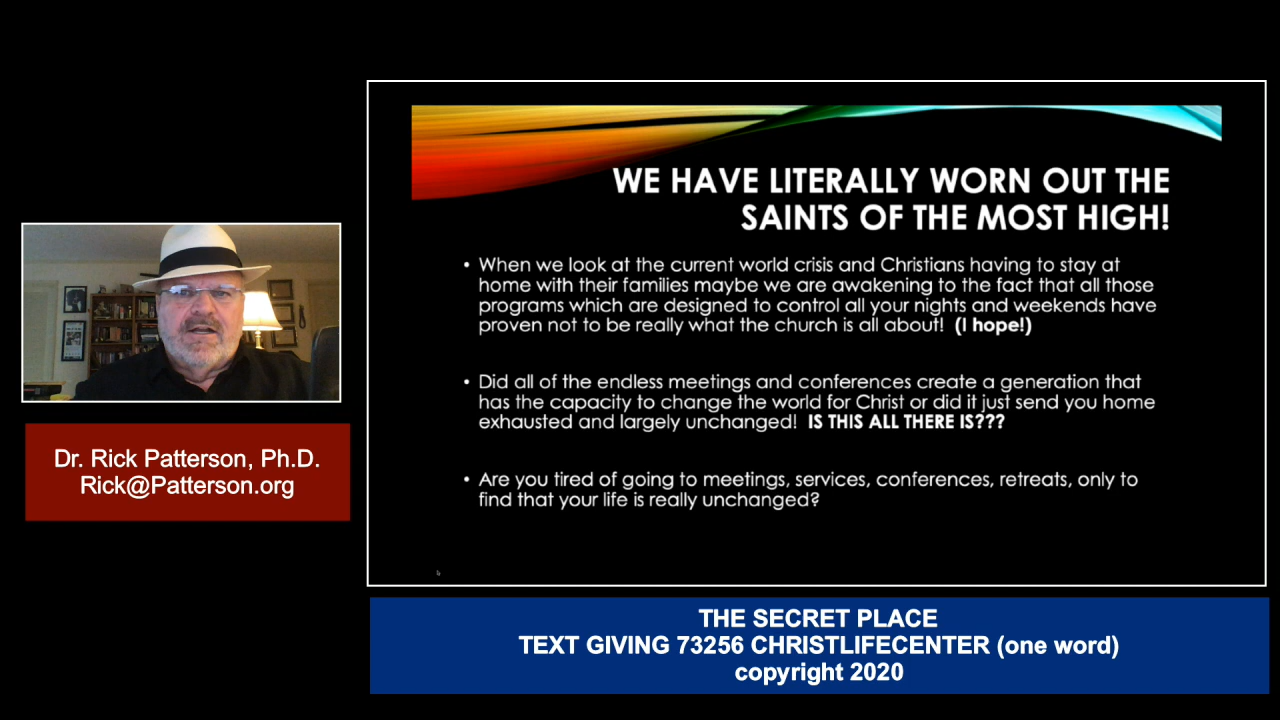 WE HAVE LITERALLY WORN OUT THE
SAINTS OF THE MOST HIGH!
• When we look at the current world crisis and Christians having to stay at
home with their families maybe we are awakening to the fact that all those
programs which are designed to control all your nights and weekends have
proven not to be really what the church is all about! (I hope!)
• Did all of the endless meetings and conferences create a generation that
has the capacity to change the world for Christ or did it just send you home
exhausted and largely unchanged! IS THIS ALL THERE IS???
• Are you tired of going to meetings, services, conferences, retreats, only to
find that your life is really unchanged?
Dr. Rick Patterson, Ph.D.
Rick@Patterson.org
THE SECRET PLACE
TEXT GIVING 73256 CHRISTLIFECENTER (one word)
copyright 2020